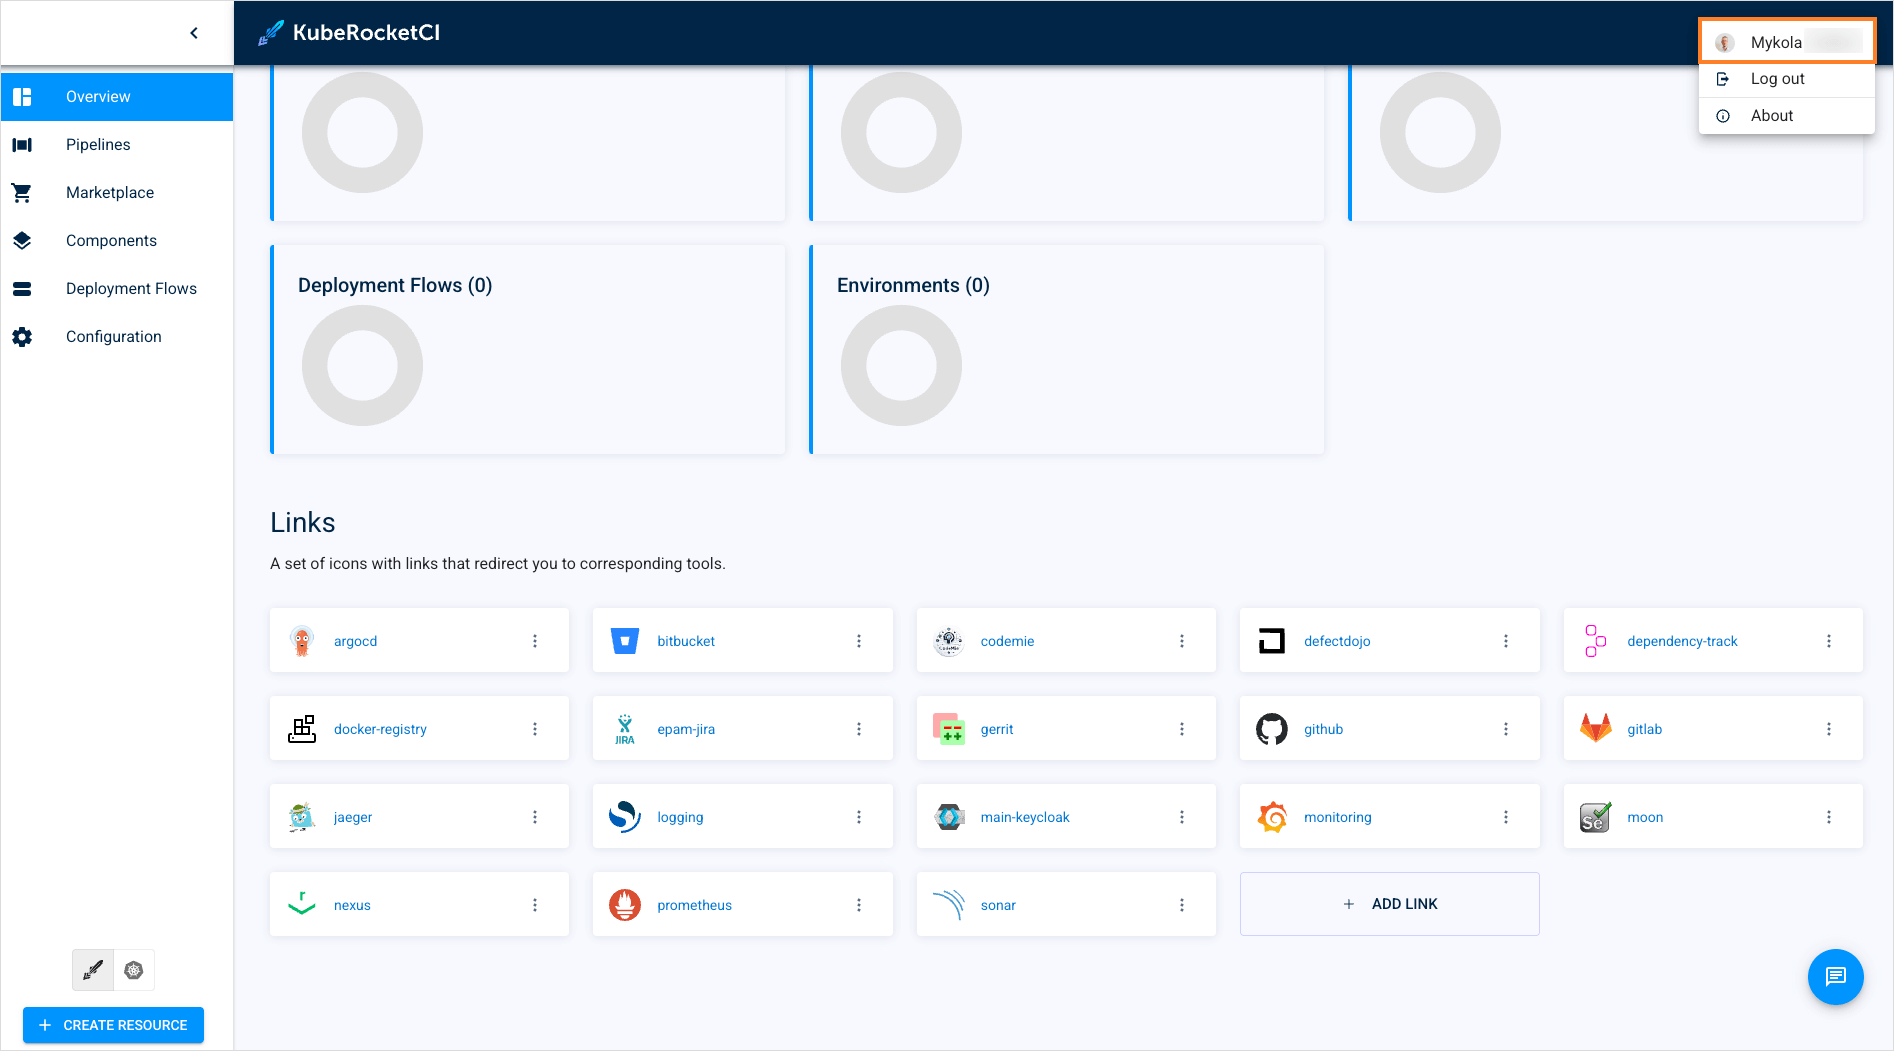 KubeRocketCI
Mykola
Log out
About
Overview
Pipelines
Marketplace
Components
Deployment Flows
Configuration
Deployment Flows (0)
Environments (0)
Links
A set of icons with links that redirect you to corresponding tools.
argocd
bitbucket
codemie
defectdojo
dependency-track
docker-registry
JIRA
epam-jira
gerrit
github
gitlab
jaeger
logging
main-keycloak
monitoring
Se
moon
r
nexus
prometheus
sonar
+ ADD LINK
+ CREATE RESOURCE